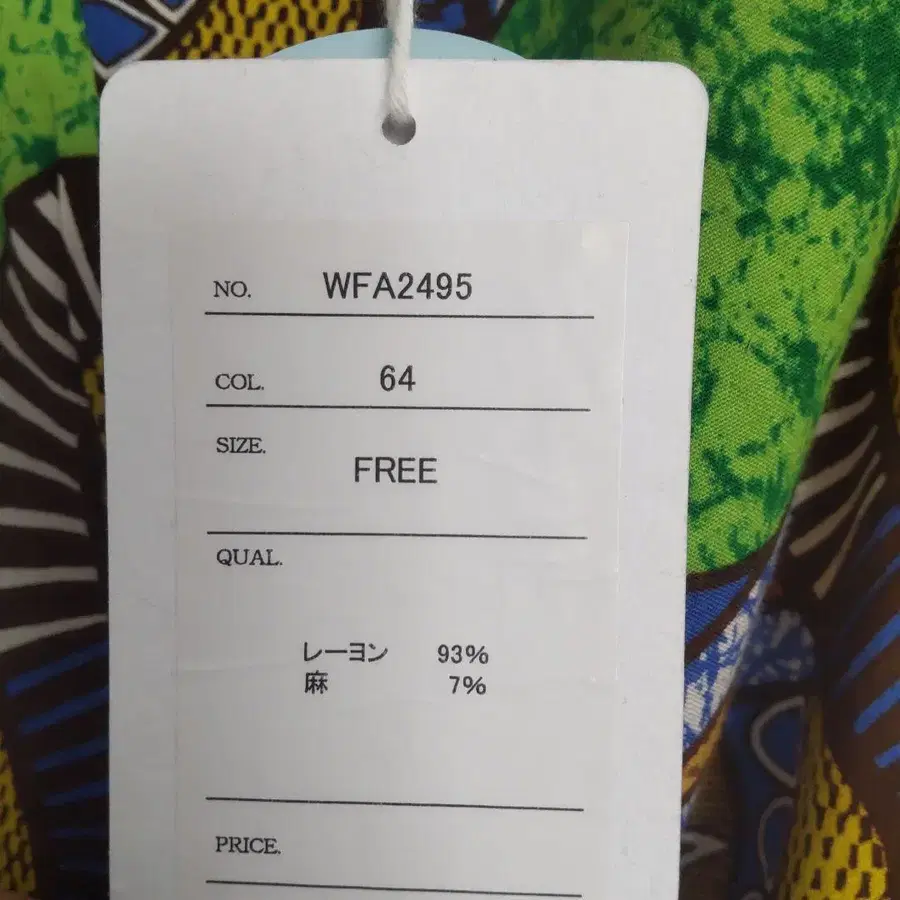 NO. WFA2495
COL. 64
SIZE. FREE
QUAL.
レーヨン 93%
麻 7%
PRICE.